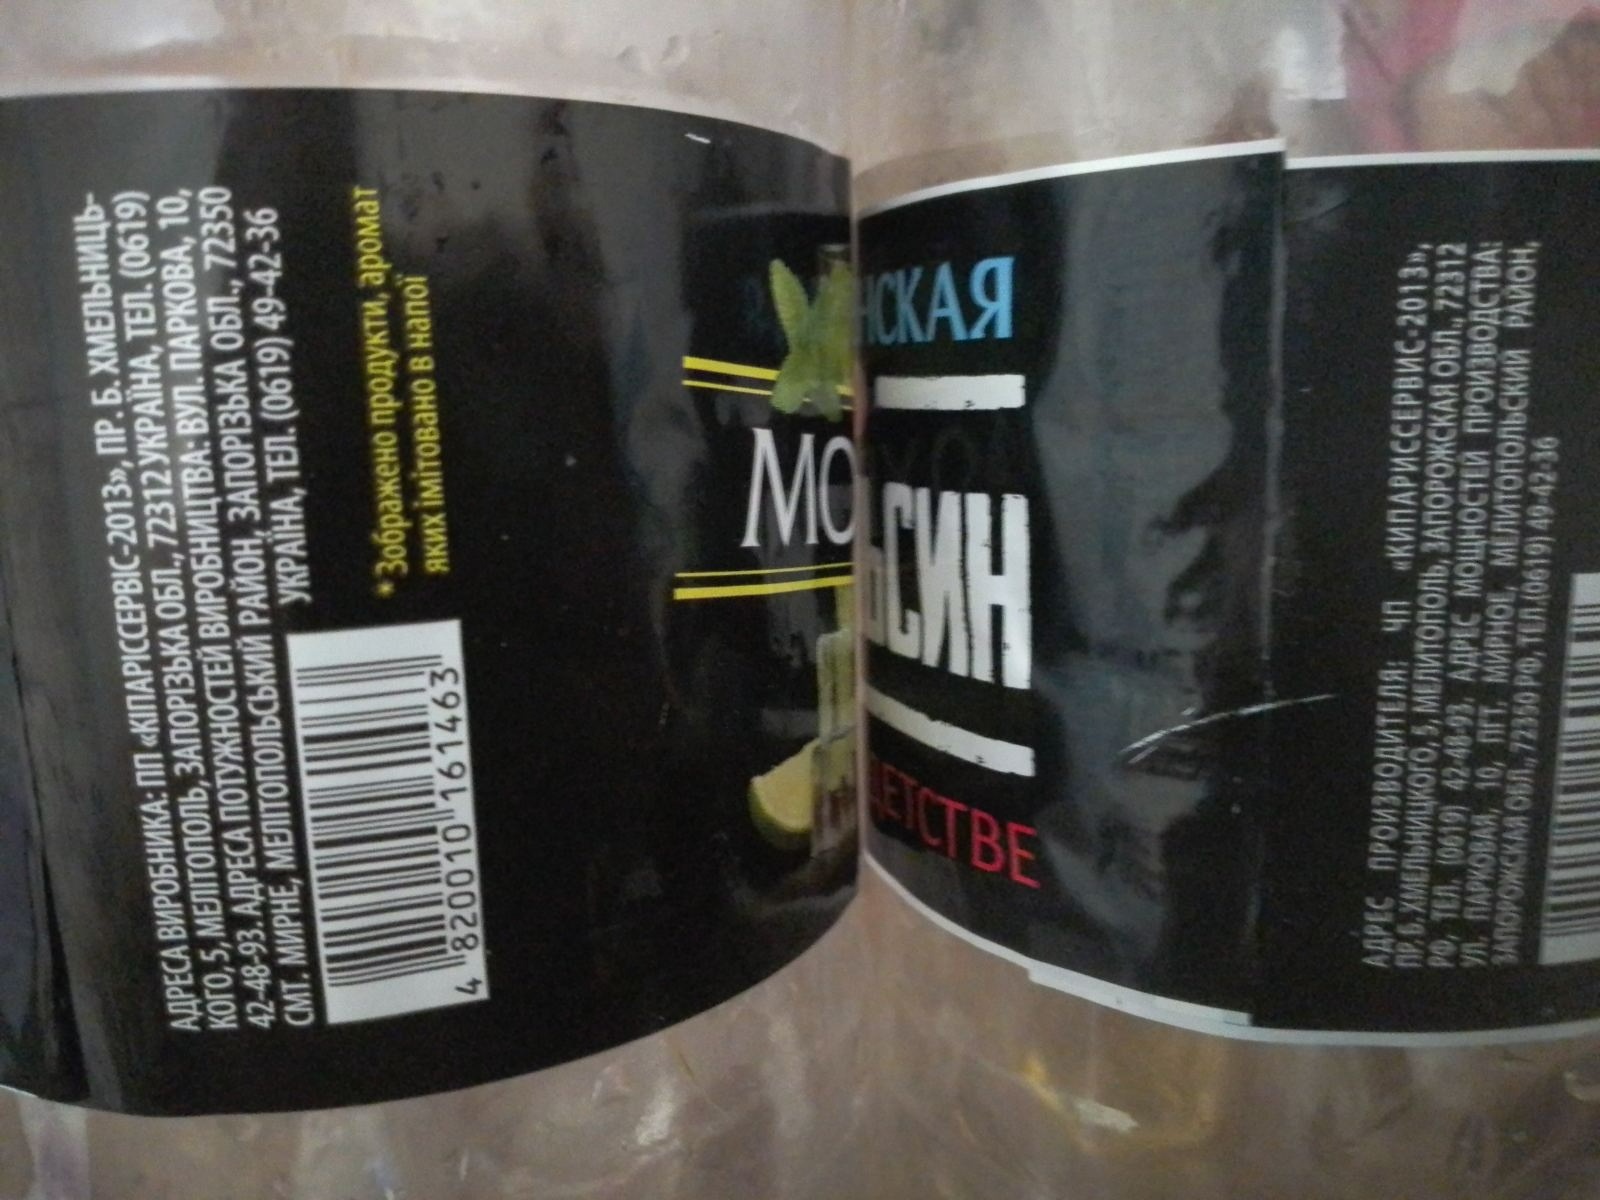 АДРЕСА ВИРОБНИКА: ПП «КІПАРІССЕРВІС-2013», ПР. Б. ХМЕЛЬНИЦЬ-
КОГО, 5, МЕЛІТОПОЛЬ, ЗАПОРІЗЬКА ОБЛ., 72312 УКРАЇНА, ТЕЛ. (0619)
42-48-93. АДРЕСА ПОТУЖНОСТЕЙ ВИРОБНИЦТВА: ВУЛ. ПАРКОВА, 10,
СМТ. МИРНЕ, МЕЛІТОПОЛЬСЬКИЙ РАЙОН, ЗАПОРІЗЬКА ОБЛ., 72350
УКРАЇНА, ТЕЛ. (0619) 49-42-36
*Зображено продукти, аромат
яких імітовано в напої
4 820010 161463
МО
НСКАЯ
ЬСИН
ДЕТСТВЕ
АДРЕС ПРОИЗВОДИТЕЛЯ: ЧП «КИПАРИССЕРВИС-2013»,
ПР. Б. ХМЕЛЬНИЦКОГО, 5, МЕЛИТОПОЛЬ, ЗАПОРОЖСКАЯ ОБЛ., 72312
РФ, ТЕЛ. (0619) 42-48-93. АДРЕС МОЩНОСТЕЙ ПРОИЗВОДСТВА:
УЛ. ПАРКОВАЯ, 10, ПГТ. МИРНОЕ, МЕЛИТОПОЛЬСКИЙ РАЙОН,
ЗАПОРОЖСКАЯ ОБЛ., 72350 РФ, ТЕЛ.(0619) 49-42-36